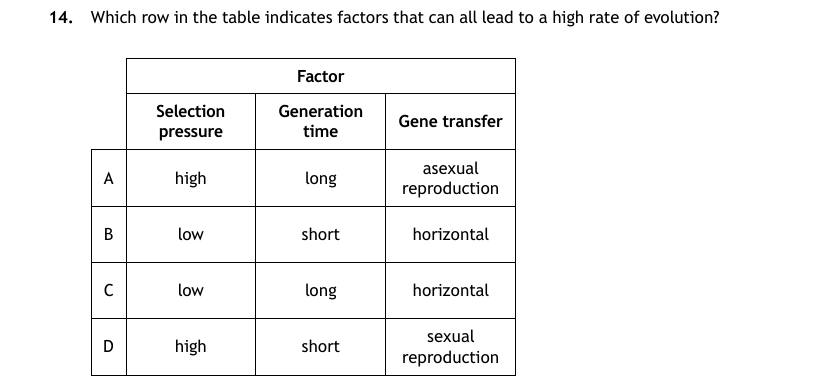 14. Which row in the table indicates factors that can all lead to a high rate of evolution?
Factor
Selection pressure Generation time Gene transfer
A high long asexual reproduction
B low short horizontal
C low long horizontal
D high short sexual reproduction